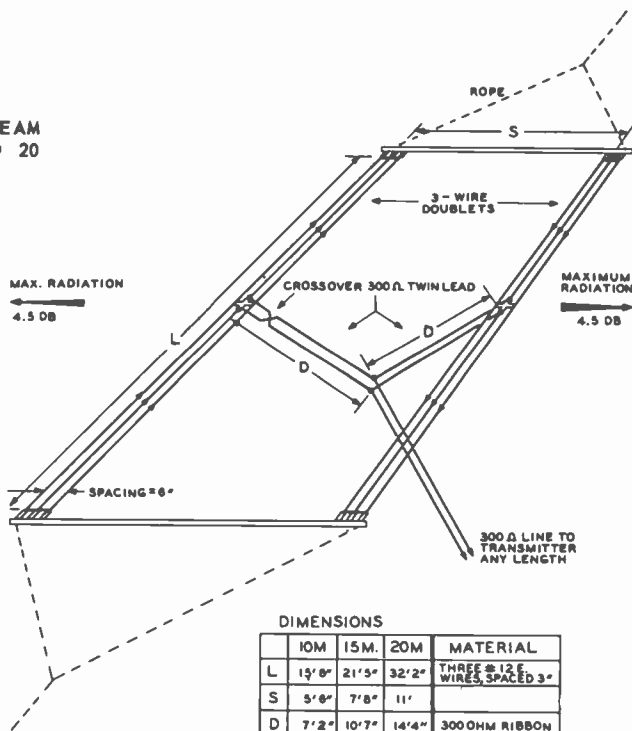 EAM
20
ROPE
S
3-WIRE
DOUBLETS
MAX. RADIATION
4.5 DB
CROSSOVER 300Ω TWIN LEAD
MAXIMUM
RADIATION
4.5 DB
L
D
D
SPACING=6"
300Ω LINE TO
TRANSMITTER
ANY LENGTH
DIMENSIONS
10M 15M. 20M MATERIAL
L 15'8" 21'5" 32'2" THREE #12 E. WIRES, SPACED 3"
S 5'6" 7'8" 11'
D 7'2" 10'7" 14'4" 300 OHM RIBBON